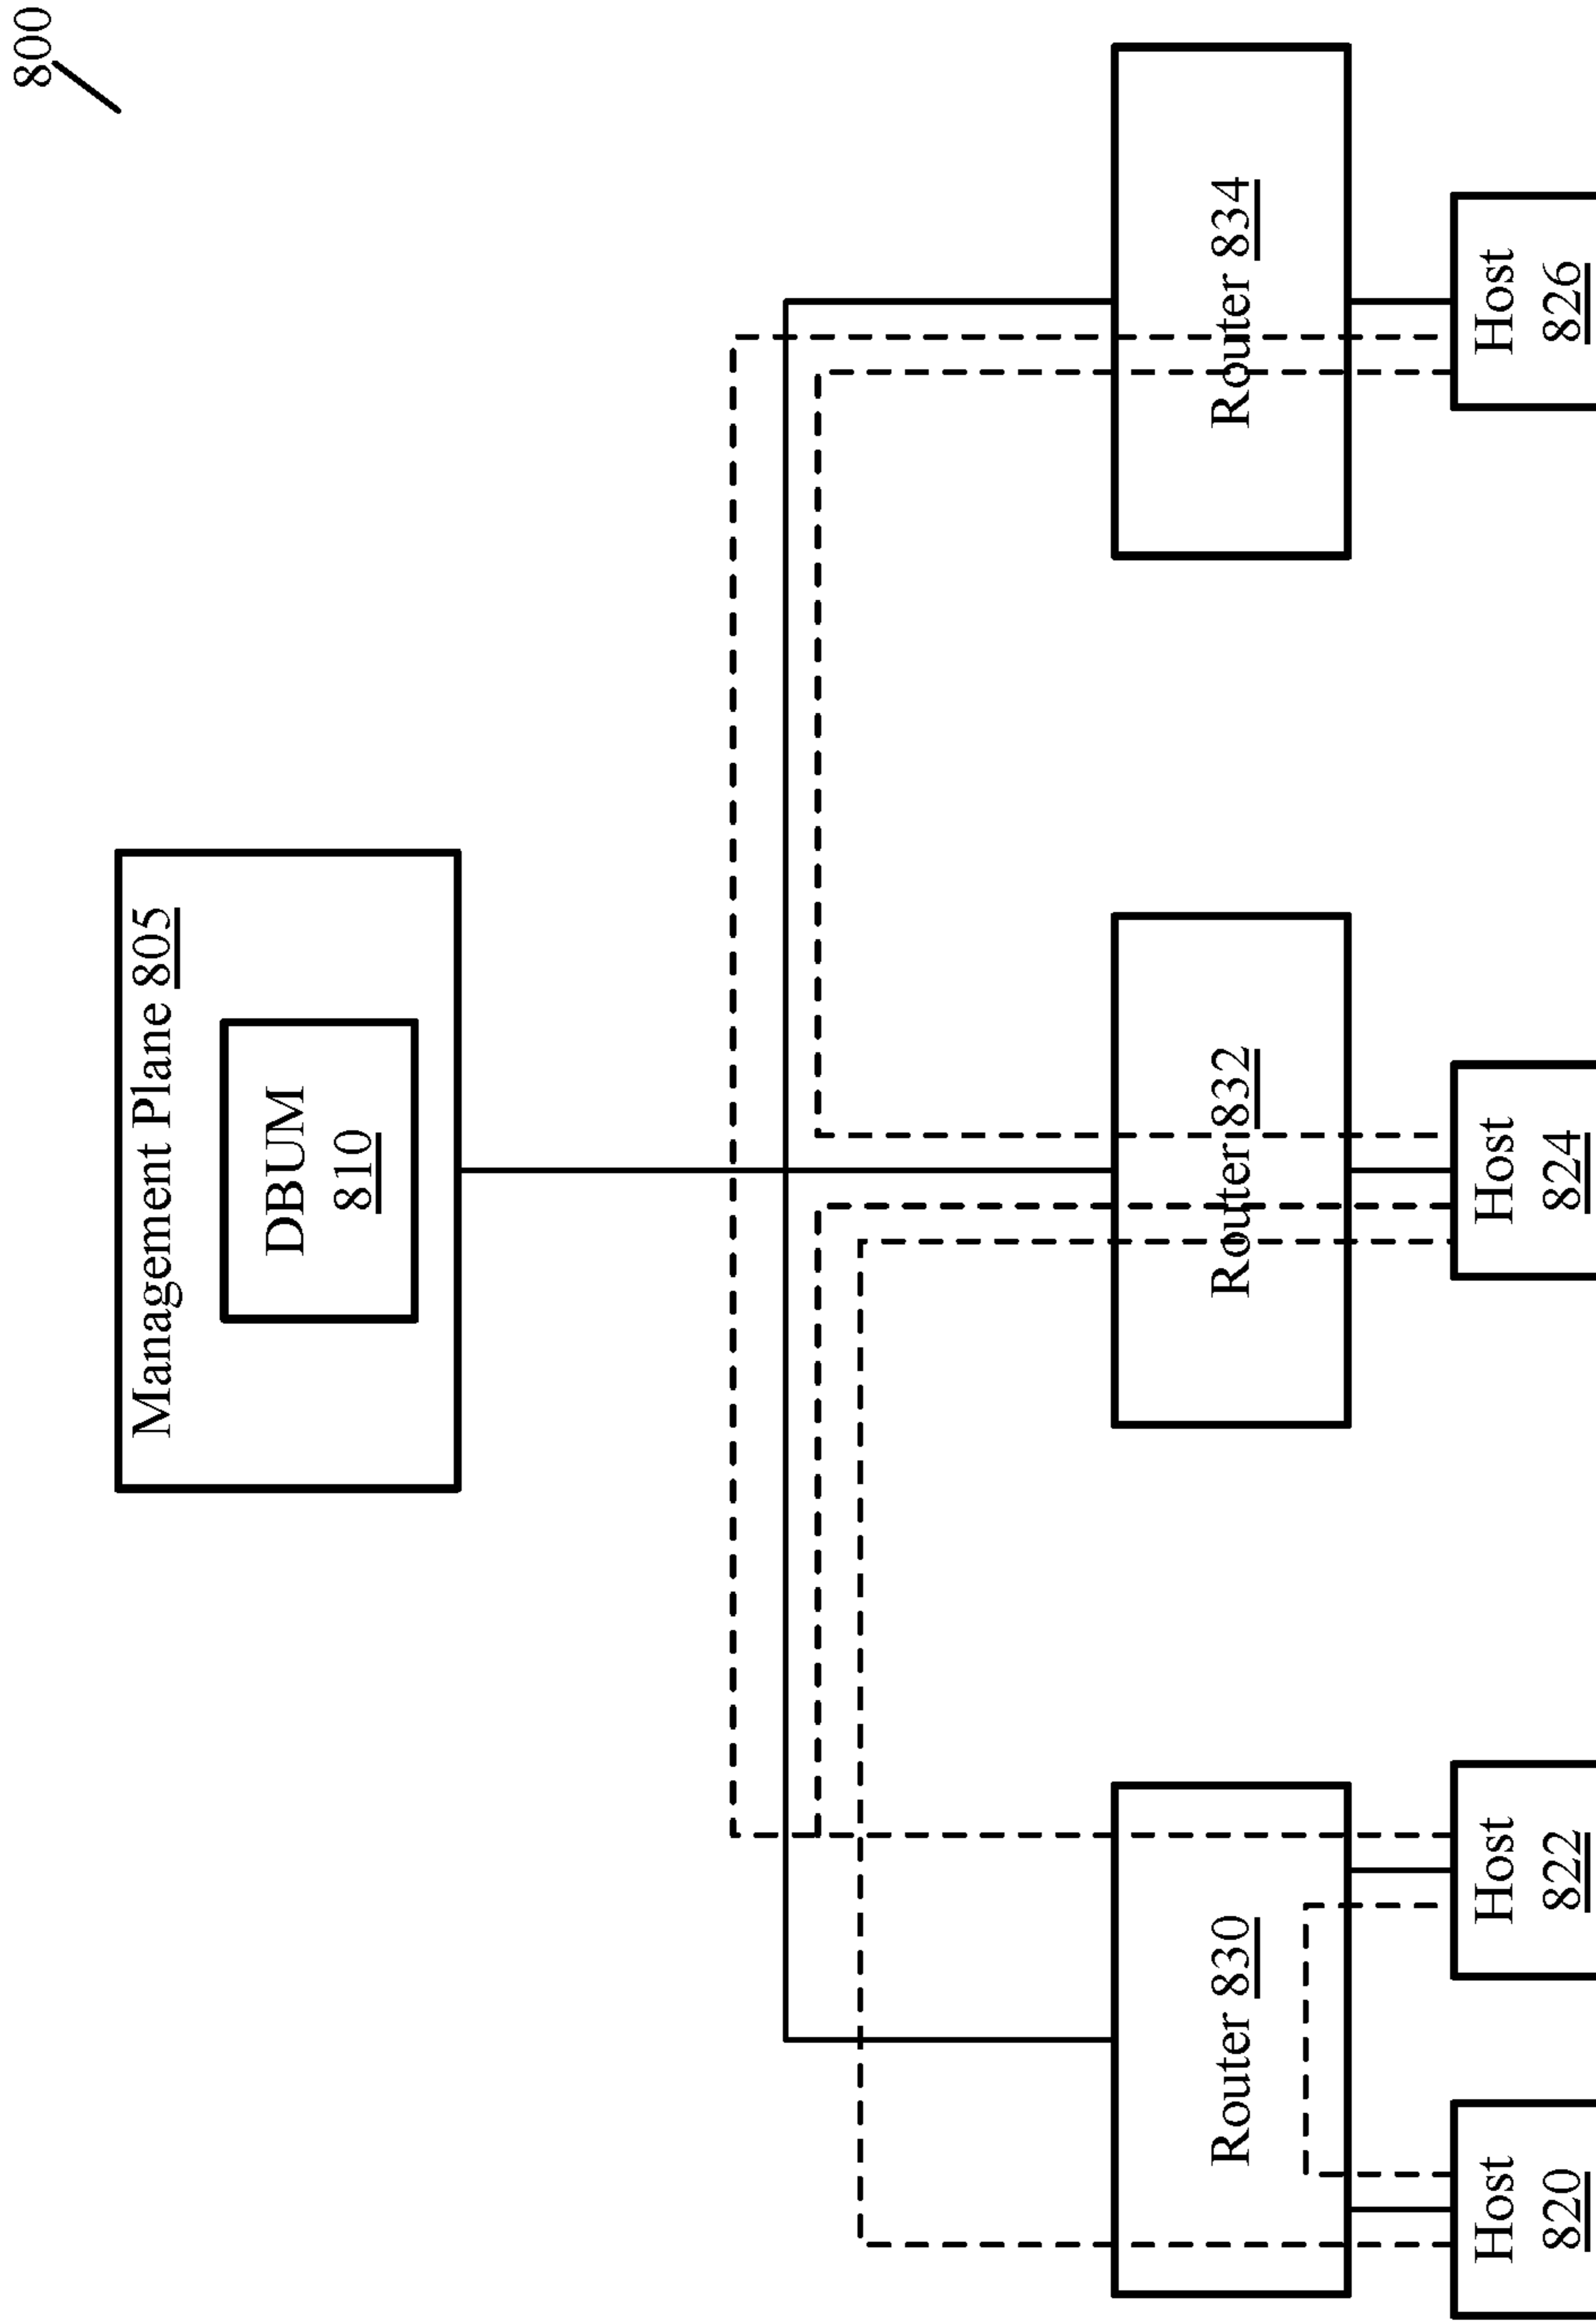 800
Management Plane 805
DBUM
810
Router 830
Router 832
Router 834
Host
820
Host
822
Host
824
Host
826